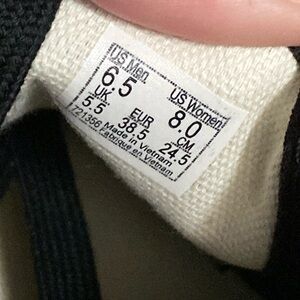 US Men US Women
6.5 8.0
UK EUR CM
5.5 38.5 24.5
721356 Made in Vietnam
Fabriqué en Vietnam